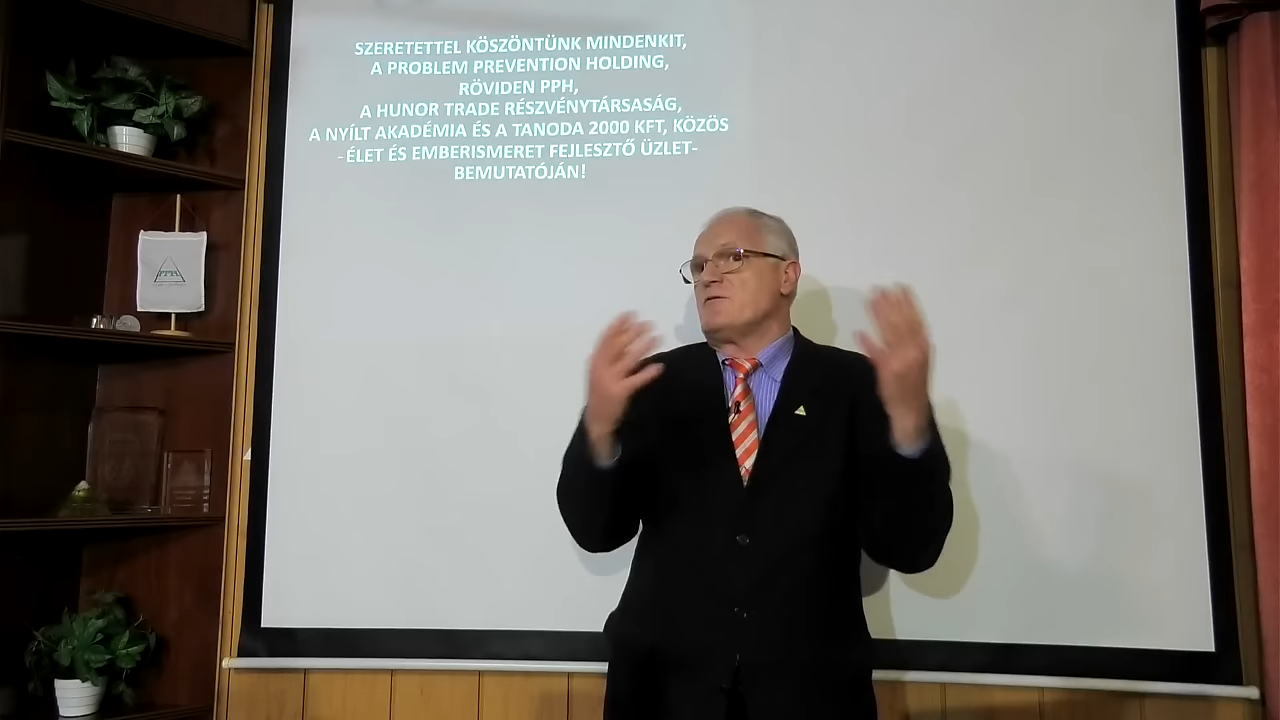 SZERETETTEL KÖSZÖNTÜNK MINDENKIT,
A PROBLEM PREVENTION HOLDING,
RÖVIDEN PPH,
A HUNOR TRADE RÉSZVÉNYTÁRSASÁG,
A NYÍLT AKADÉMIA ÉS A TANODA 2000 KFT, KÖZÖS
-ÉLET ÉS EMBERISMERET FEJLESZTŐ ÜZLET-
BEMUTATÓJÁN!
PPH